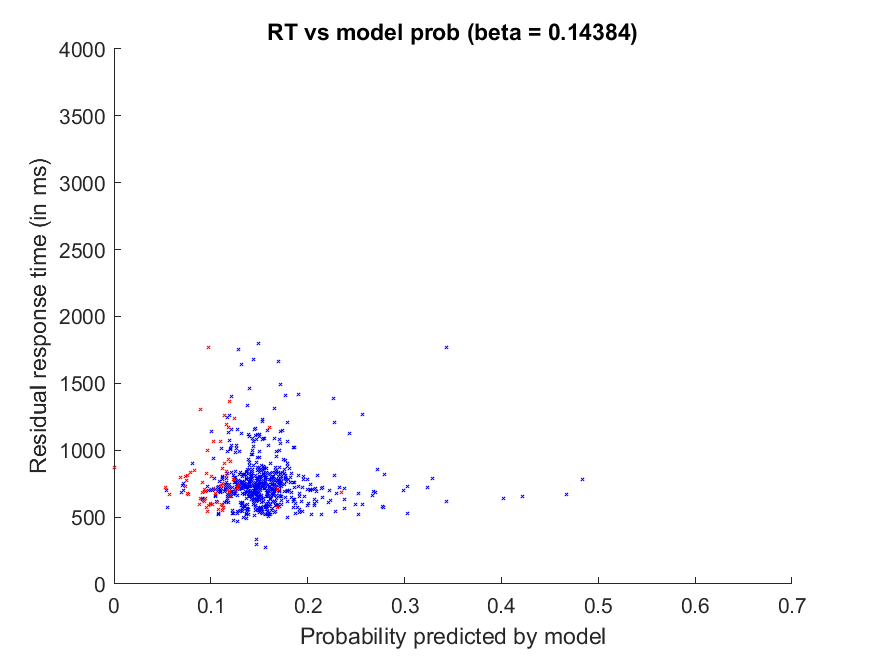 RT vs model prob (beta = 0.14384)
4000
3500
3000
2500
2000
1500
1000
500
0
Residual response time (in ms)
0 0.1 0.2 0.3 0.4 0.5 0.6 0.7
Probability predicted by model